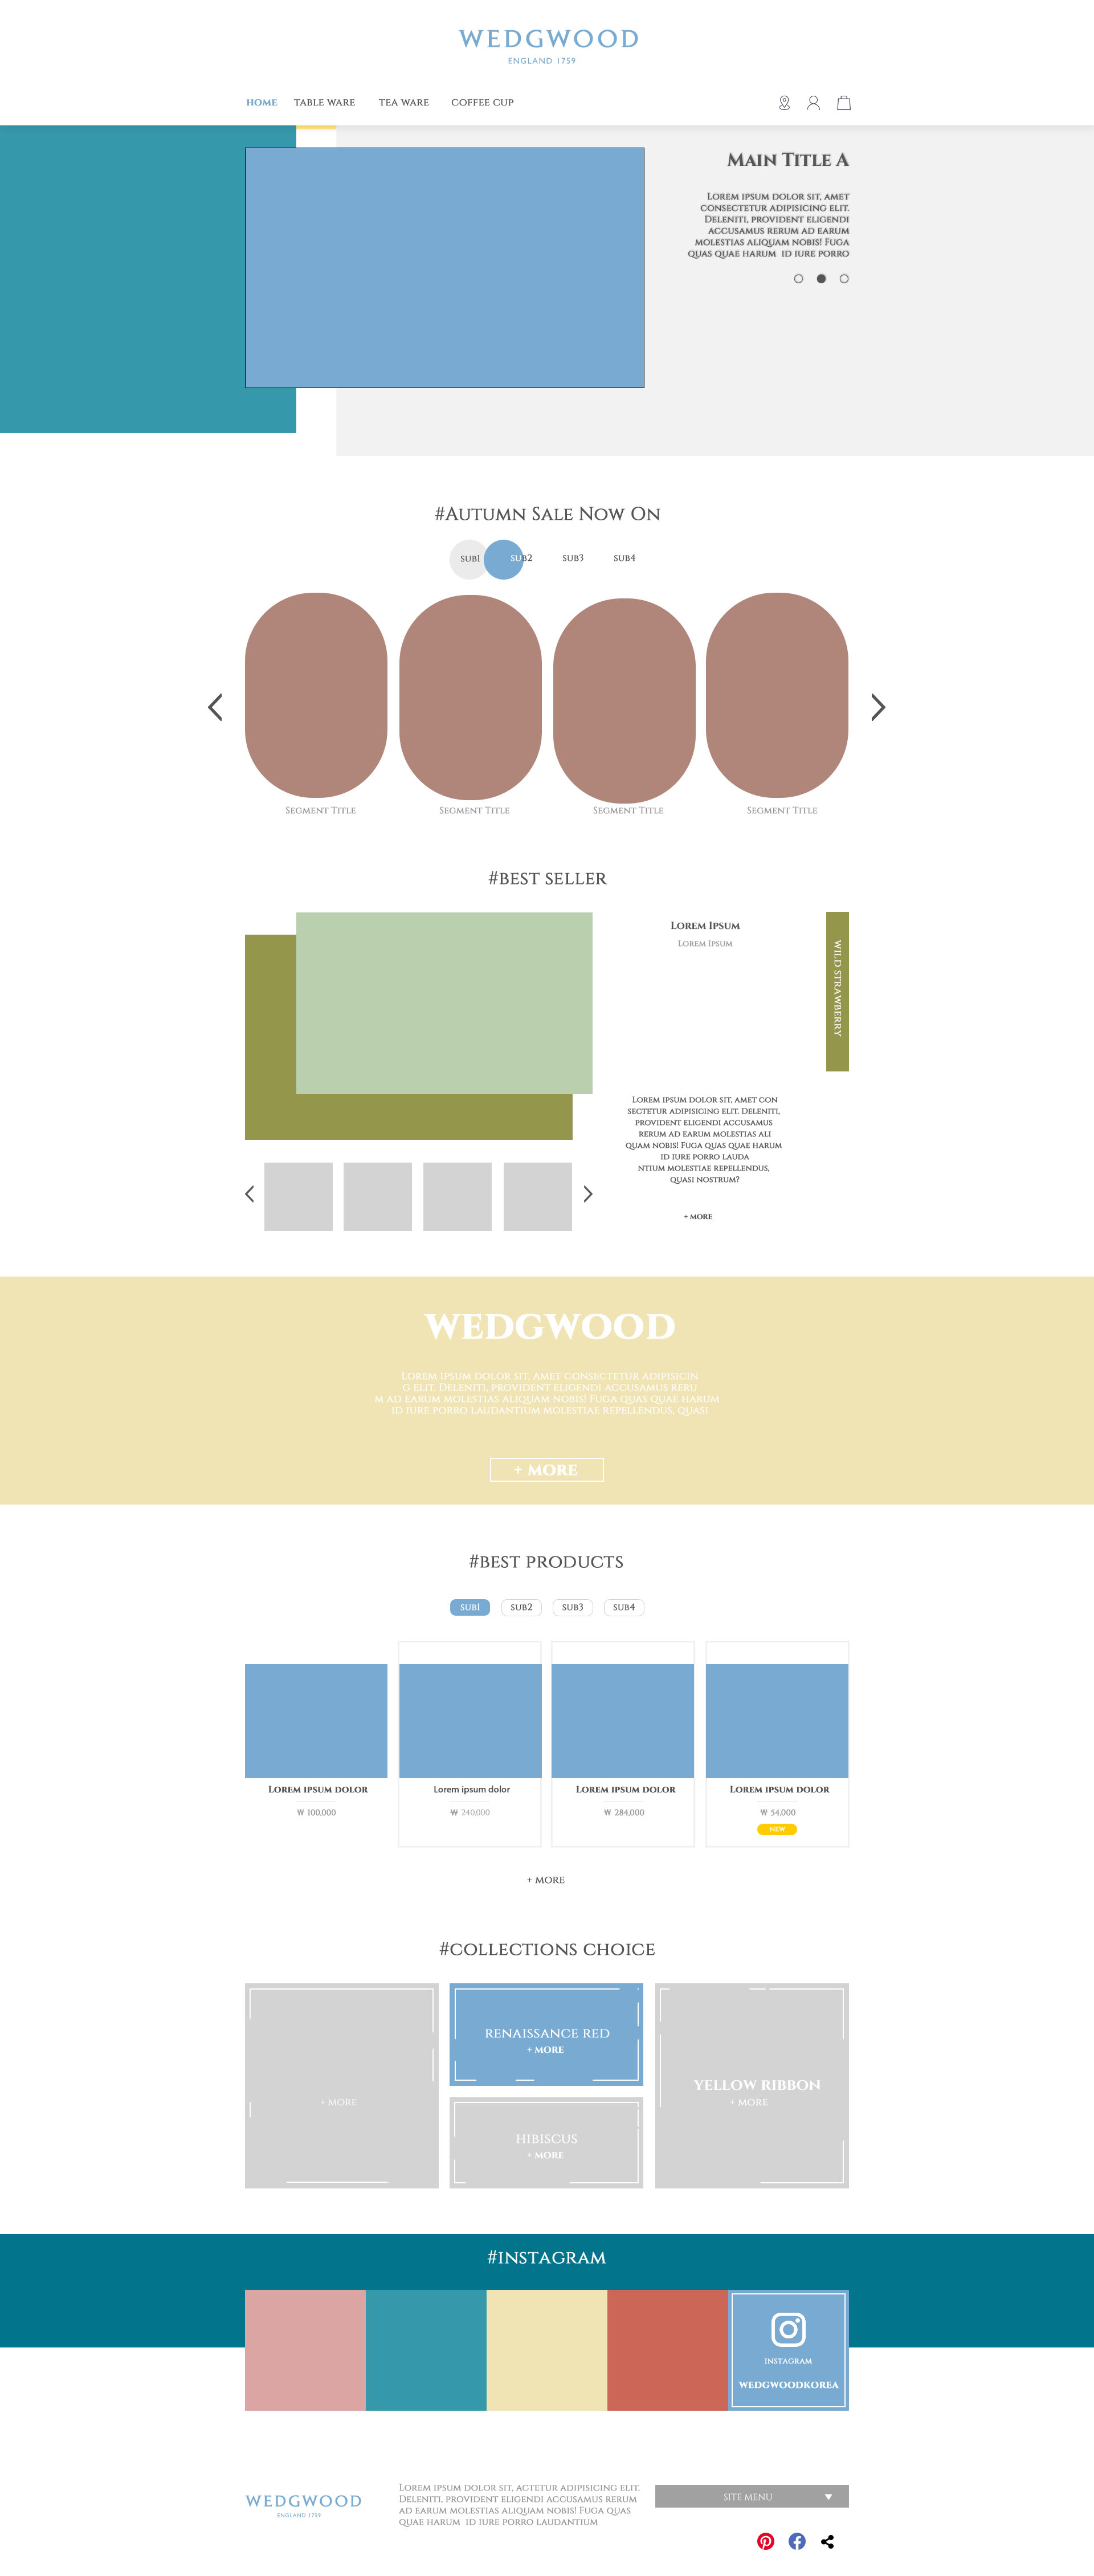 WEDGWOOD
ENGLAND 1759
HOME TABLE WARE TEA WARE COFFEE CUP
Main Title A
Lorem ipsum dolor sit, amet
consectetur adipisicing elit.
Deleniti, provident eligendi
accusamus rerum ad earum
molestias aliquam nobis! Fuga
quas quae harum id iure porro
#Autumn Sale Now On
sub1 sub2 sub3 sub4
Segment Title Segment Title Segment Title Segment Title
#BEST SELLER
Lorem Ipsum
Lorem Ipsum
WILD STRAWBERRY
Lorem ipsum dolor sit, amet con
sectetur adipisicing elit. Deleniti,
provident eligendi accusamus
rerum ad earum molestias ali
quam nobis! Fuga quas quae harum
id iure porro lauda
ntium molestiae repellendus,
quasi nostrum?
+ more
WEDGWOOD
Lorem ipsum dolor sit, amet consectetur adipisicin
g elit. Deleniti, provident eligendi accusamus reru
m ad earum molestias aliquam nobis! Fuga quas quae harum
id iure porro laudantium molestiae repellendus, quasi
+ more
#BEST PRODUCTS
sub1 sub2 sub3 sub4
Lorem ipsum dolor Lorem ipsum dolor Lorem ipsum dolor Lorem ipsum dolor
₩ 100,000 ₩ 240,000 ₩ 284,000 ₩ 54,000
NEW
+ MORE
#COLLECTIONS CHOICE
RENAISSANCE RED
+ MORE
YELLOW RIBBON
+ MORE
+ MORE
HIBISCUS
+ MORE
#INSTAGRAM
INSTAGRAM
WEDGWOODKOREA
WEDGWOOD
ENGLAND 1759
Lorem ipsum dolor sit, actetur adipisicing elit.
Deleniti, provident eligendi accusamus rerum
ad earum molestias aliquam nobis! Fuga quas
quae harum id iure porro laudantium
SITE MENU